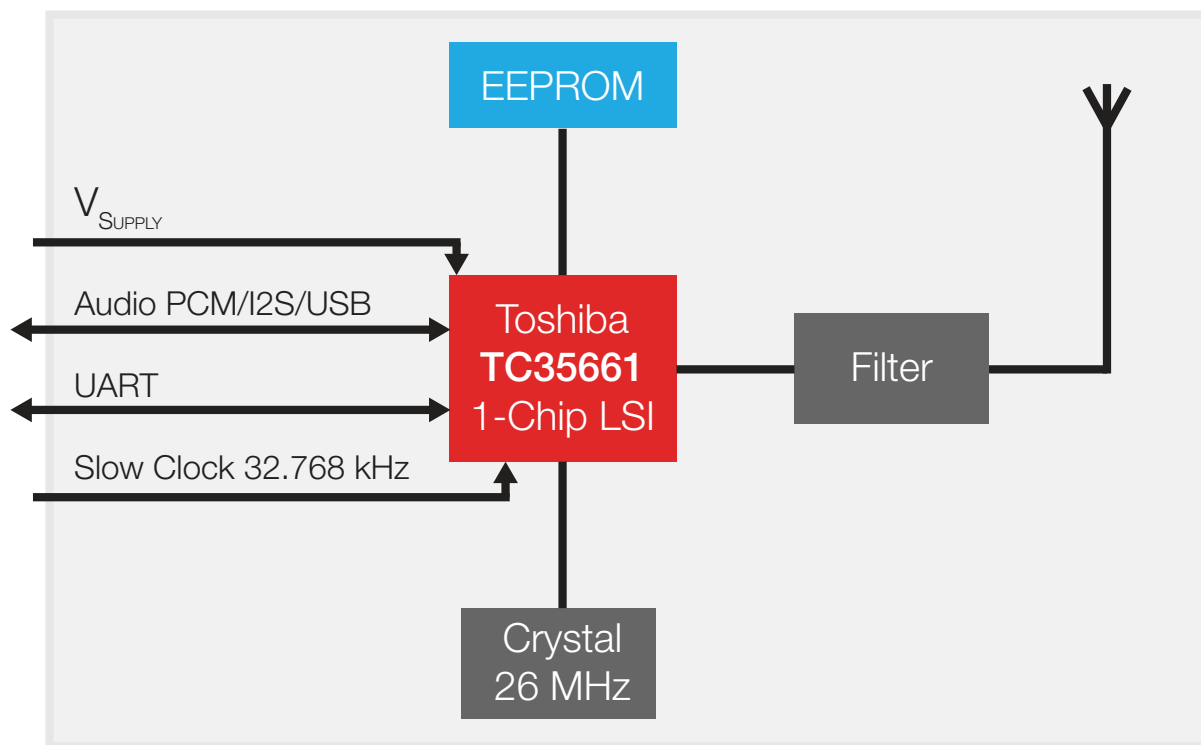 EEPROM
V SUPPLY
Audio PCM/I2S/USB
UART
Slow Clock 32.768 kHz
Toshiba
TC35661
1-Chip LSI
Filter
Crystal
26 MHz